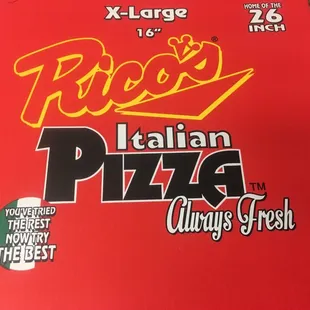 X-Large
16"
HOME OF THE
26
INCH
Rico's®
Italian
PIZZA™
Always Fresh
YOU'VE TRIED
THE REST
NOW TRY
THE BEST